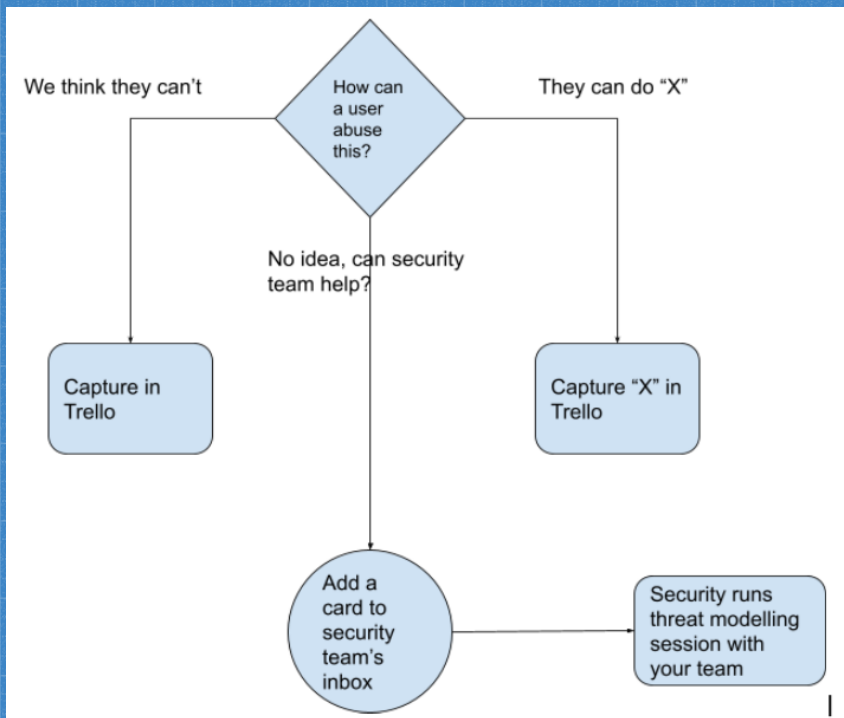 We think they can't
How can
a user
abuse
this?
They can do “X”
No idea, can security
team help?
Capture in
Trello
Capture “X” in
Trello
Add a
card to
security
team's
inbox
Security runs
threat modelling
session with
your team